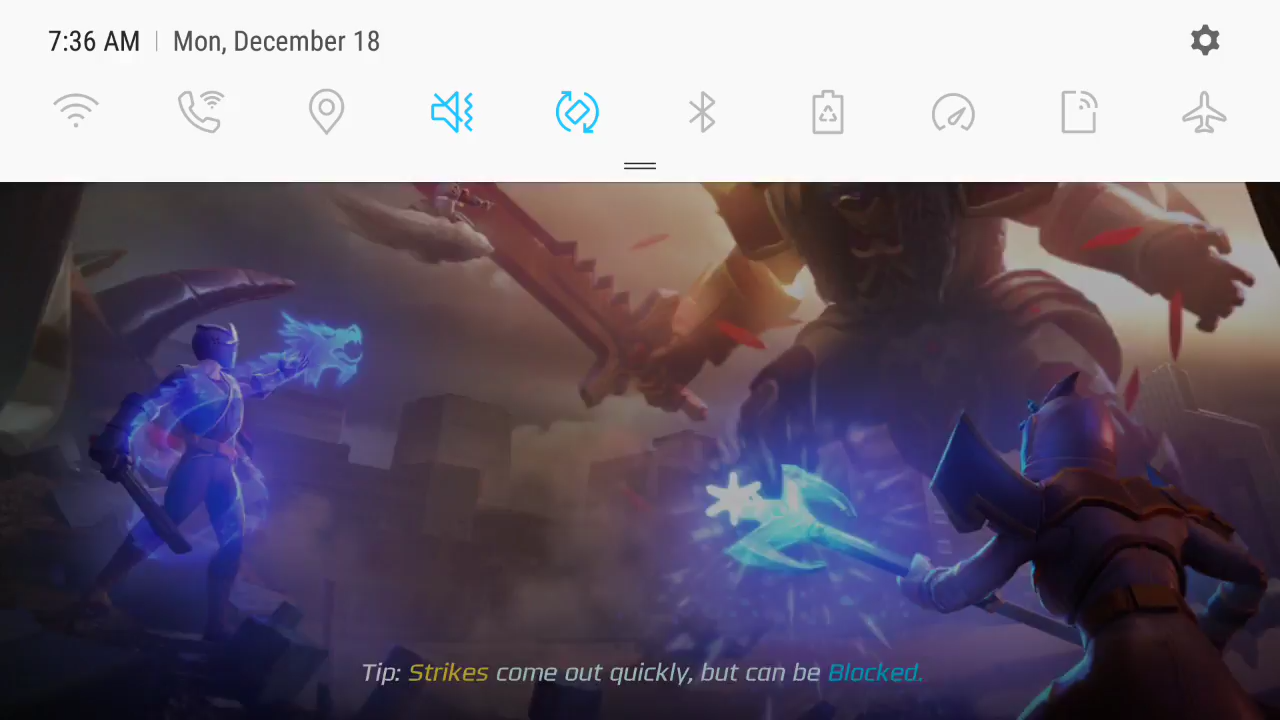 7:36 AM | Mon, December 18
Tip: Strikes come out quickly, but can be Blocked.